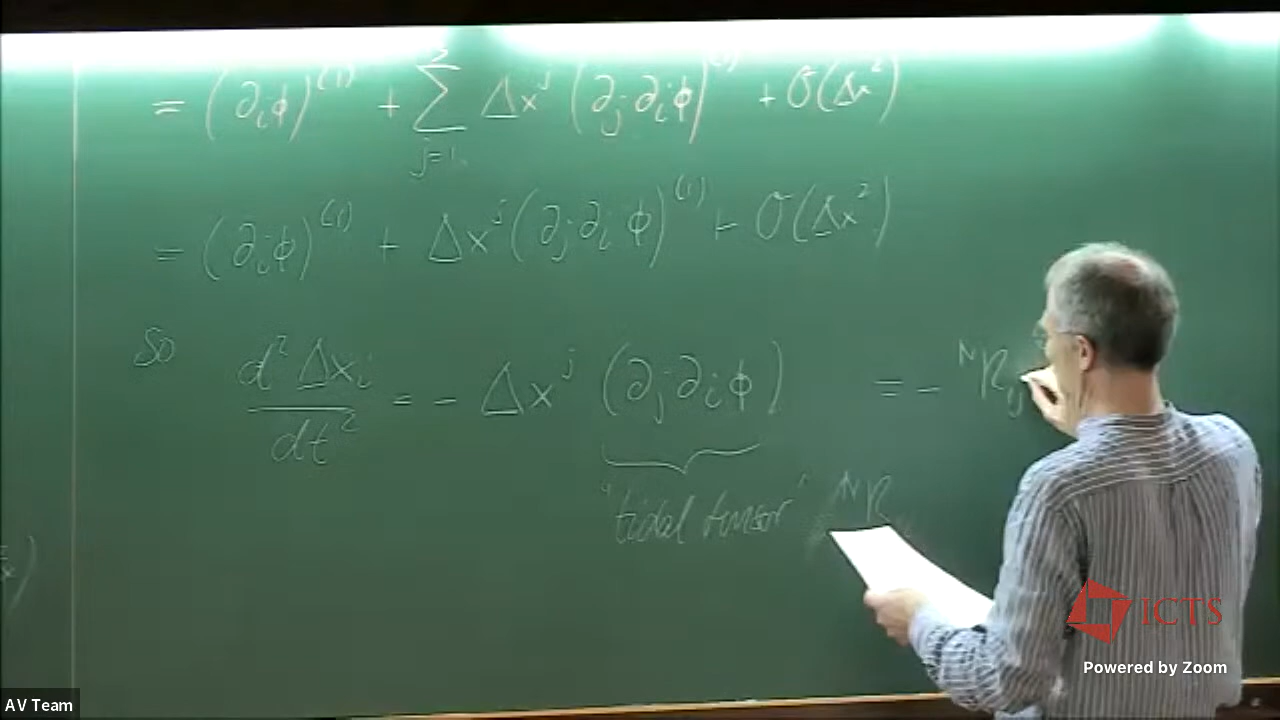 = (∂ᵢϕ)⁽¹⁾ + Σ Δxʲ (∂ⱼ∂ᵢϕ)⁽¹⁾ + O(Δx²)
j=1
= (∂ᵢϕ)⁽¹⁾ + Δxʲ (∂ⱼ∂ᵢϕ)⁽¹⁾ + O(Δx²)
So d²Δxᵢ/dt² = - Δxʲ (∂ⱼ∂ᵢϕ) = - ᴺRᵢⱼ
"tidal tensor" ᴺR
ICTS
Powered by Zoom
AV Team